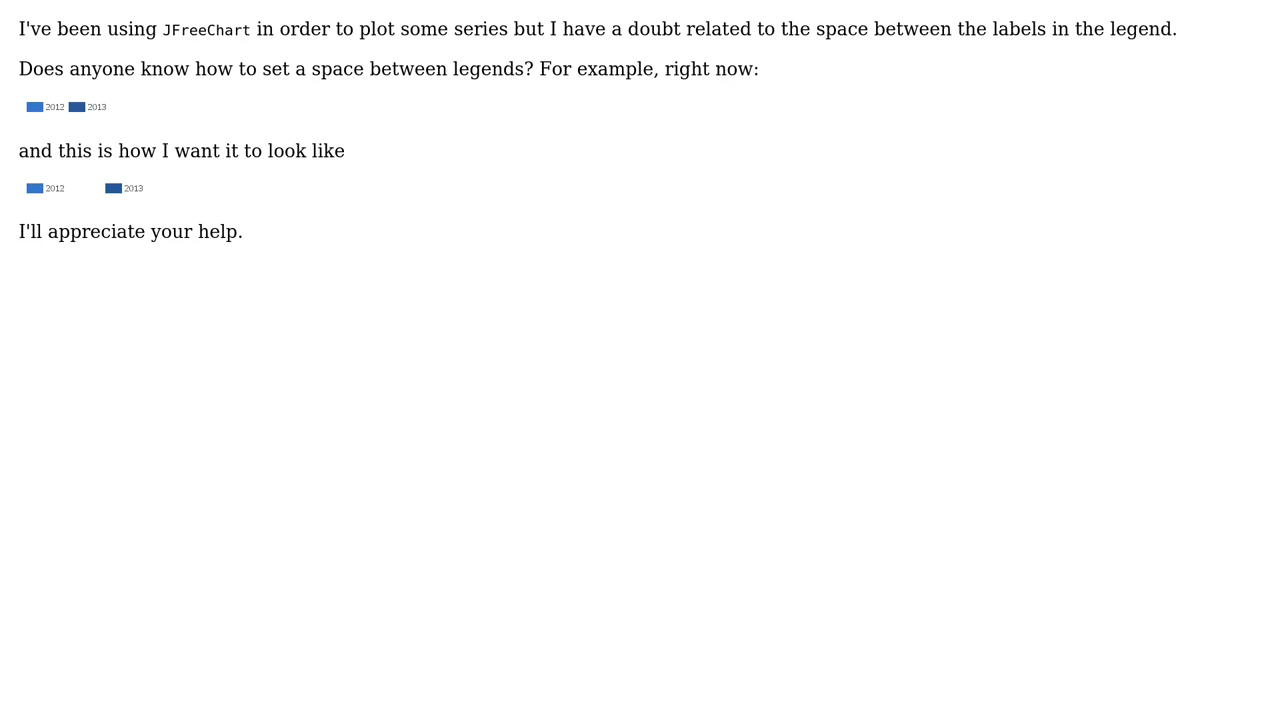 I've been using JFreeChart in order to plot some series but I have a doubt related to the space between the labels in the legend.
Does anyone know how to set a space between legends? For example, right now:
2012 2013
and this is how I want it to look like
2012 2013
I'll appreciate your help.